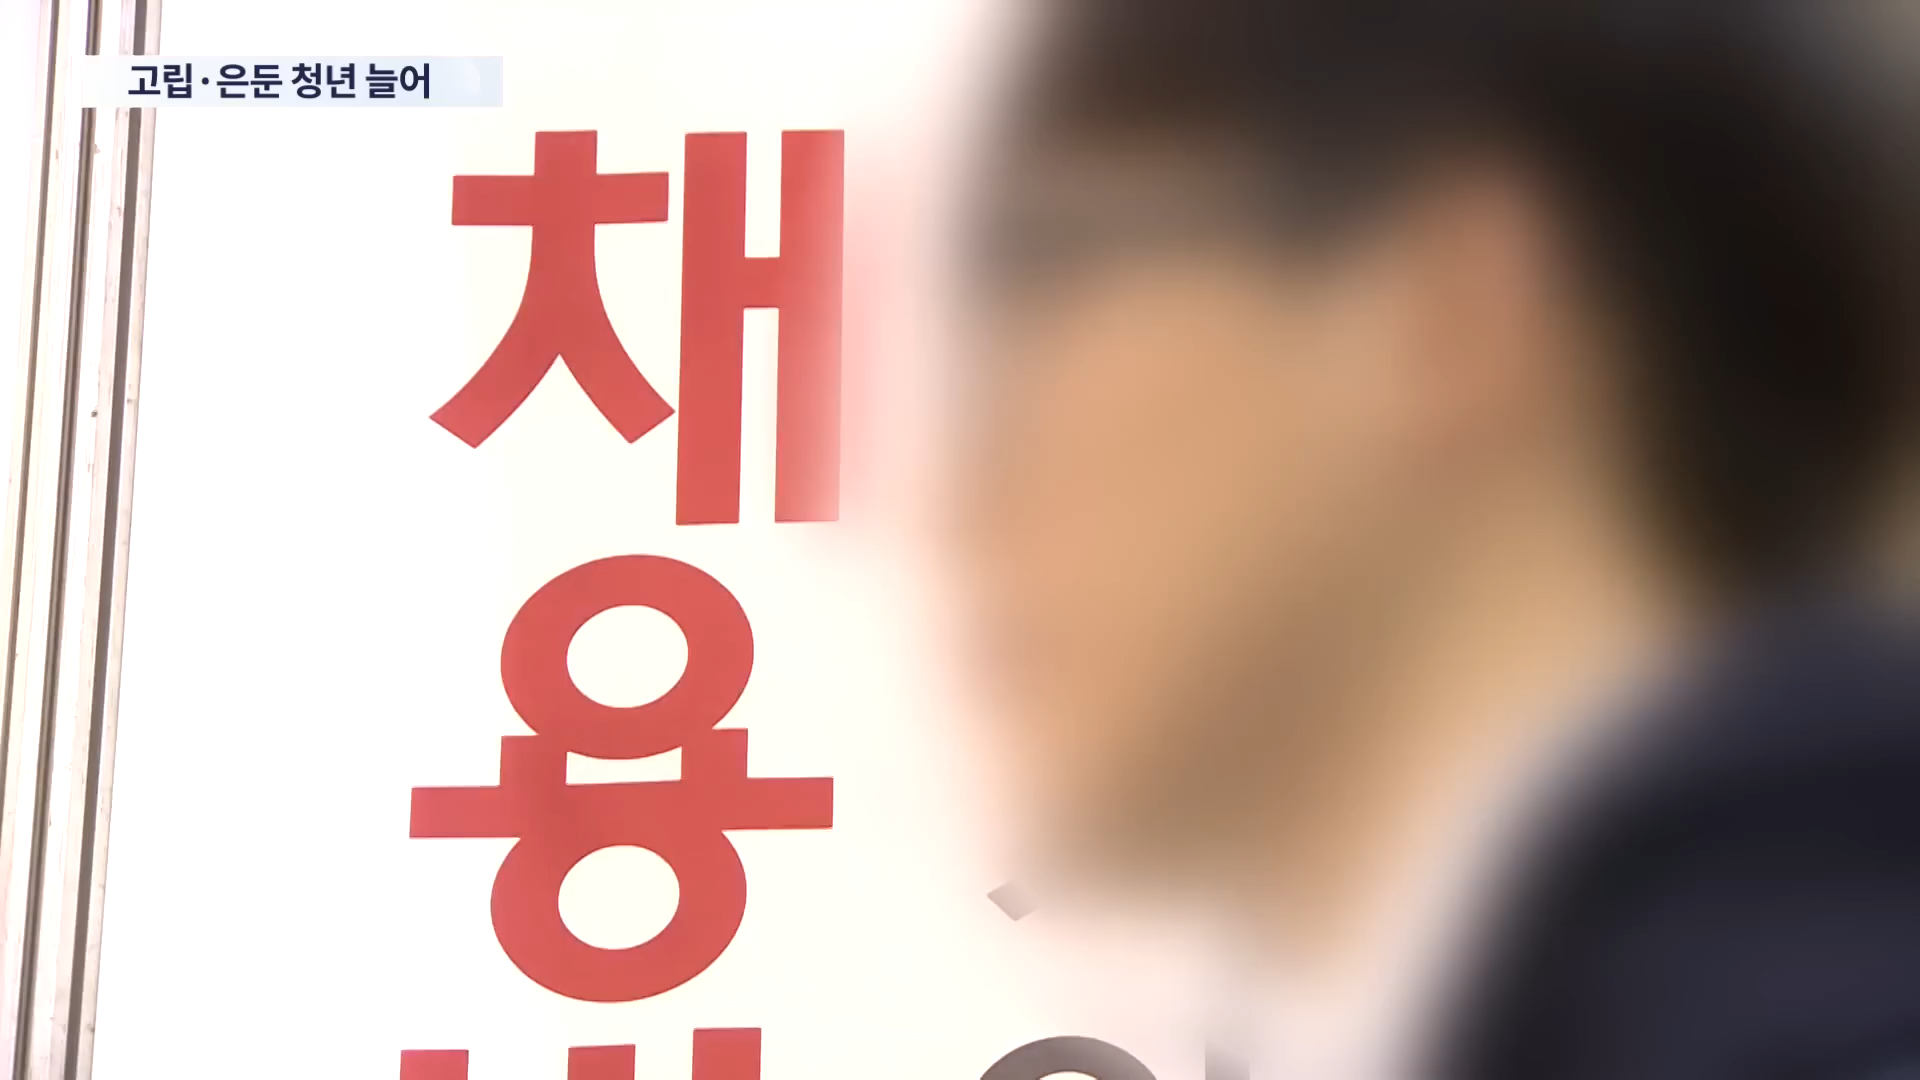 고립·은둔 청년 늘어
채
용